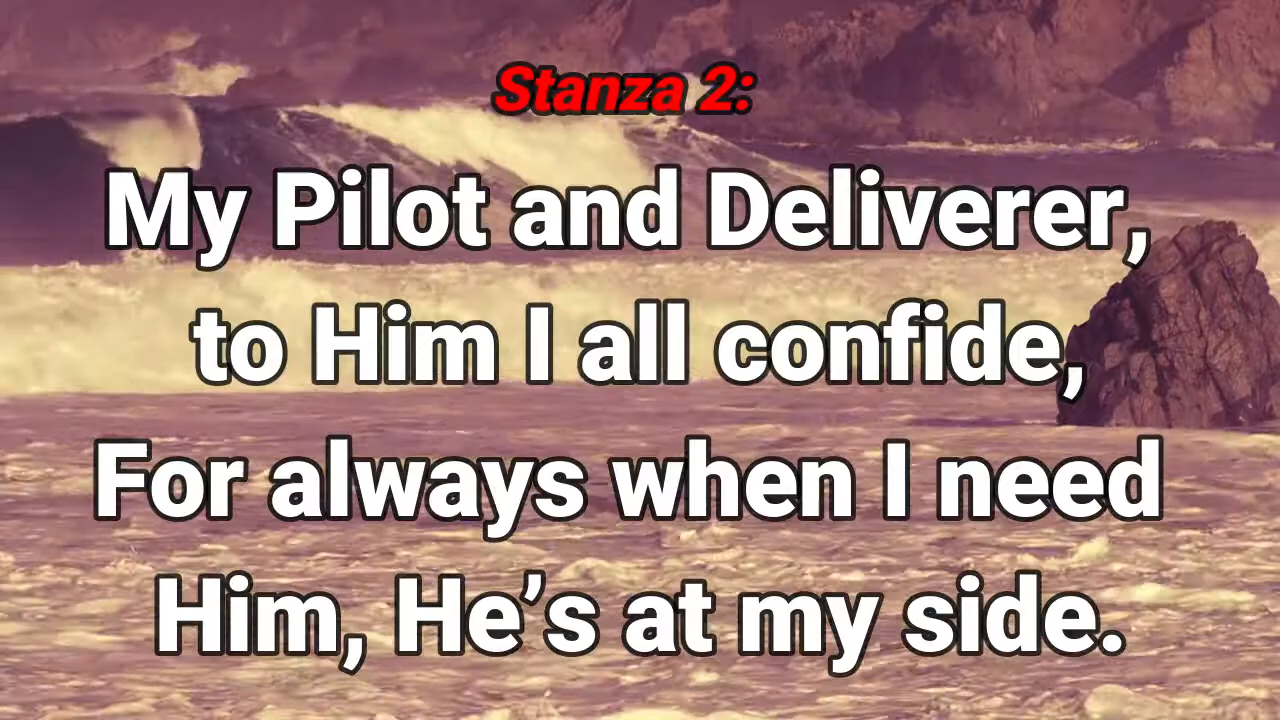 Stanza 2:
My Pilot and Deliverer,
to Him I all confide,
For always when I need
Him, He’s at my side.